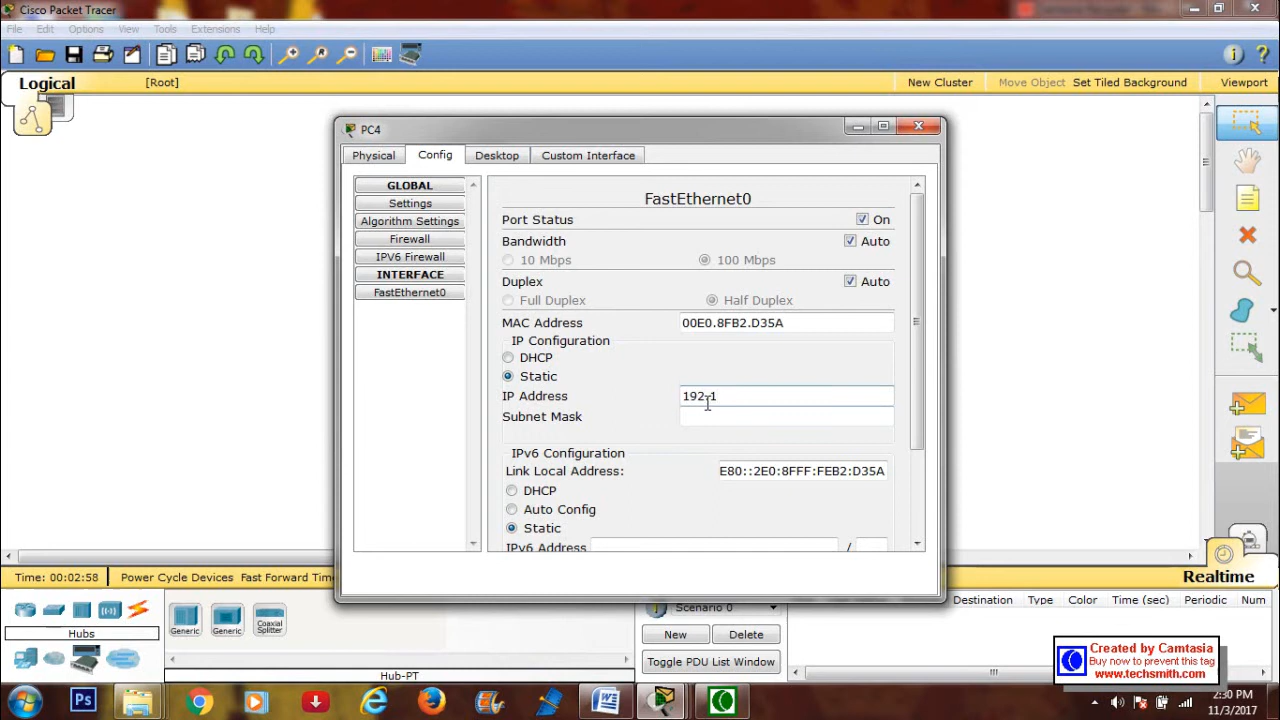 Cisco Packet Tracer
File Edit Options View Tools Extensions Help
Logical
[Root]
New Cluster
Move Object
Set Tiled Background
Viewport
PC4
Physical
Config
Desktop
Custom Interface
GLOBAL
Settings
Algorithm Settings
Firewall
IPV6 Firewall
INTERFACE
FastEthernet0
FastEthernet0
Port Status
On
Bandwidth
Auto
10 Mbps
100 Mbps
Duplex
Auto
Full Duplex
Half Duplex
MAC Address
00E0.8FB2.D35A
IP Configuration
DHCP
Static
IP Address
192.1
Subnet Mask
IPv6 Configuration
Link Local Address:
E80::2E0:8FFF:FEB2:D35A
DHCP
Auto Config
Static
IPv6 Address
/
Time: 00:02:58
Power Cycle Devices
Fast Forward Time
Realtime
Hubs
Generic
Generic
Coaxial
Splitter
Hub-PT
Scenario 0
New
Delete
Toggle PDU List Window
Destination
Type
Color
Time (sec)
Periodic
Num
Created by Camtasia
Buy now to prevent this tag
www.techsmith.com
Ps
2:30 PM
11/3/2017